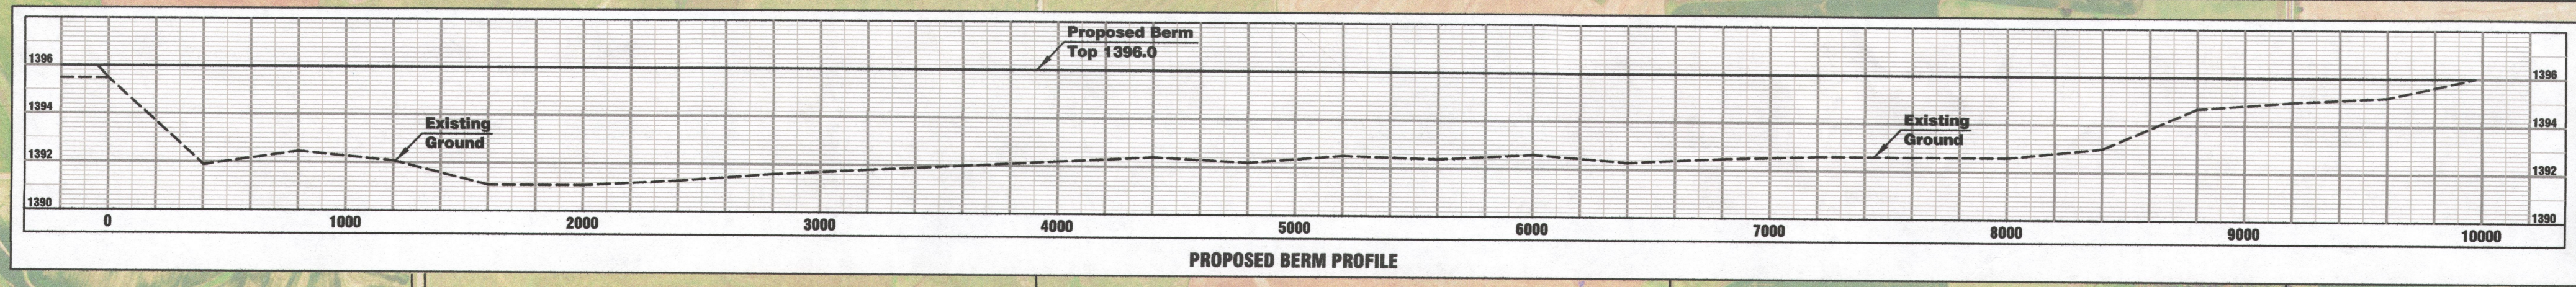 Proposed Berm
Top 1396.0
1396
1394
1392
1390
Existing
Ground
Existing
Ground
1396
1394
1392
1390
0 1000 2000 3000 4000 5000 6000 7000 8000 9000 10000
PROPOSED BERM PROFILE